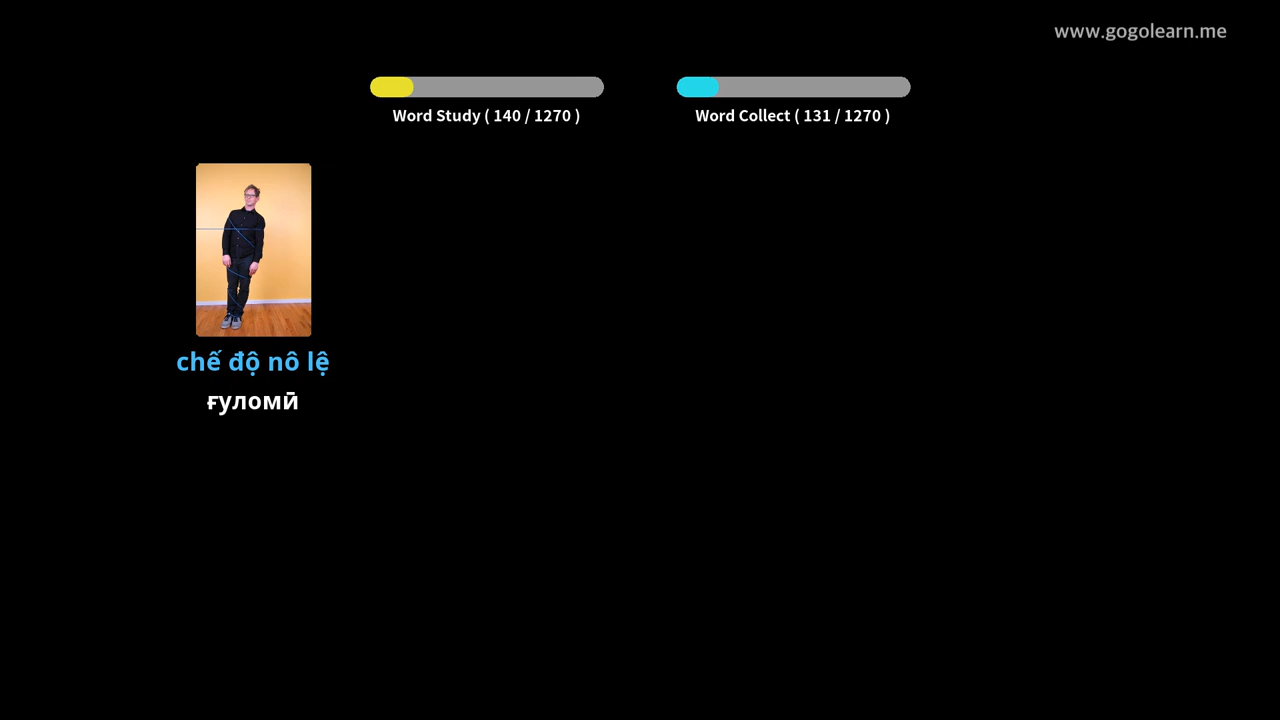 www.gogolearn.me
Word Study ( 140 / 1270 )
Word Collect ( 131 / 1270 )
chế độ nô lệ
ғуломӣ